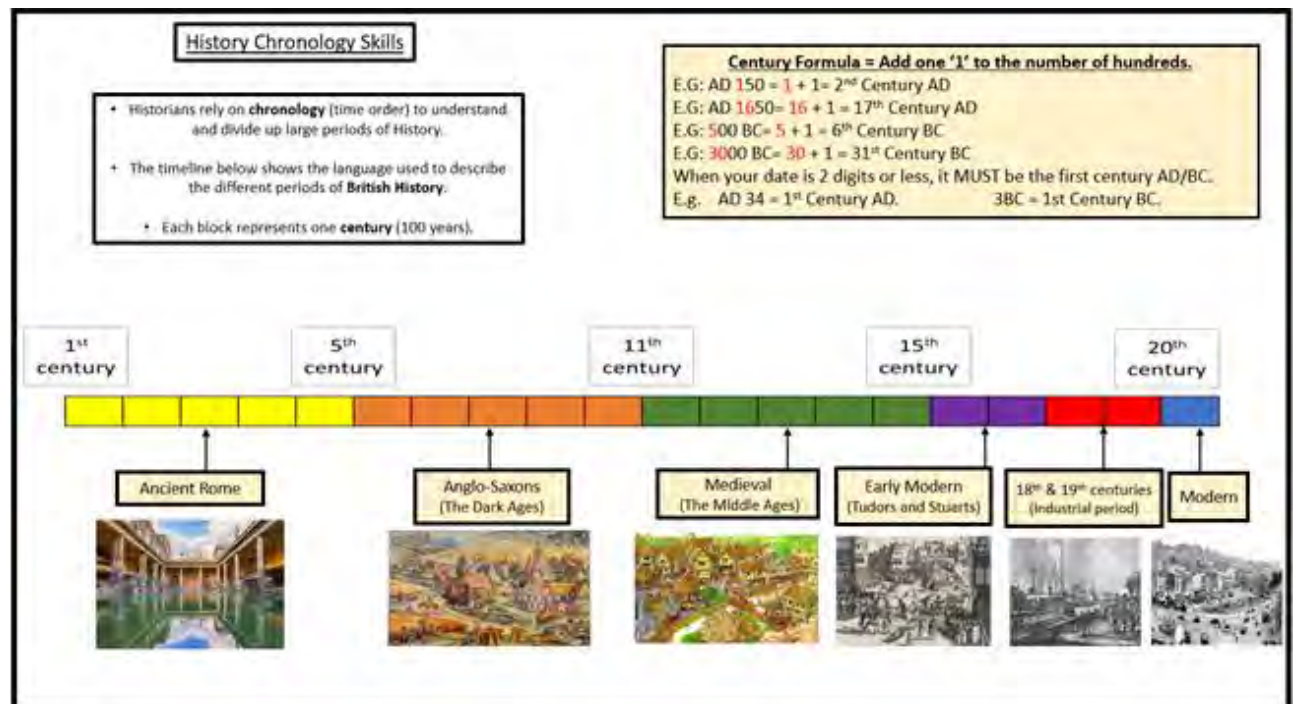 History Chronology Skills
• Historians rely on chronology (time order) to understand
and divide up large periods of History.
• The timeline below shows the language used to describe
the different periods of British History.
• Each block represents one century (100 years).
Century Formula = Add one '1' to the number of hundreds.
E.G: AD 150 = 1 + 1= 2nd Century AD
E.G: AD 1650= 16 + 1 = 17th Century AD
E.G: 500 BC= 5 + 1 = 6th Century BC
E.G: 3000 BC= 30 + 1 = 31st Century BC
When your date is 2 digits or less, it MUST be the first century AD/BC.
E.g. AD 34 = 1st Century AD. 3BC = 1st Century BC.
1st
century
5th
century
11th
century
15th
century
20th
century
Ancient Rome
Anglo-Saxons
(The Dark Ages)
Medieval
(The Middle Ages)
Early Modern
(Tudors and Stuarts)
18th & 19th centuries
(Industrial period)
Modern